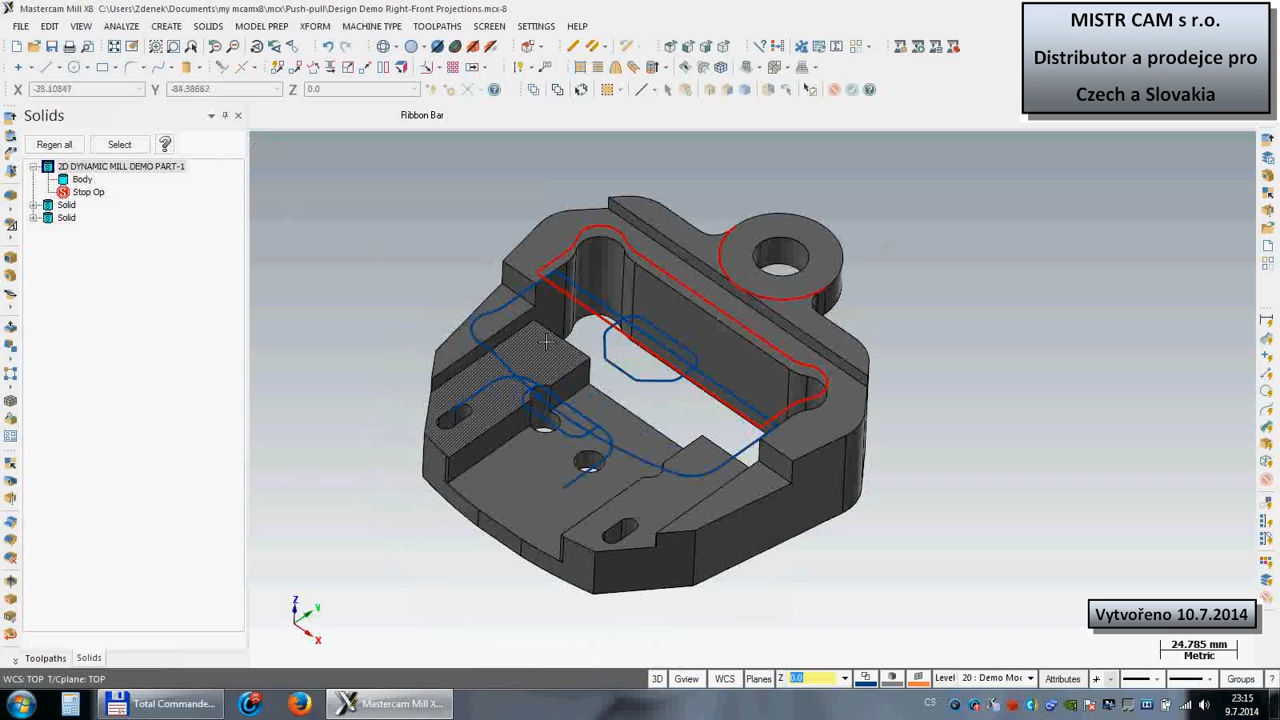 Mastercam Mill X8 C:\Users\Zdenek\Documents\my mcamx8\mcx\Push-pull\Design Demo Right-Front Projections.mcx-8
MISTR CAM s r.o.
Distributor a prodejce pro
Czech a Slovakia
FILE EDIT VIEW ANALYZE CREATE SOLIDS MODEL PREP XFORM MACHINE TYPE TOOLPATHS SCREEN SETTINGS HELP
X -28.10847 Y -84.38682 Z 0.0
Solids
Ribbon Bar
Regen all Select ?
2D DYNAMIC MILL DEMO PART-1
Body
Stop Op
Solid
Solid
Z
Y
X
Vytvořeno 10.7.2014
24.785 mm
Metric
Toolpaths Solids
WCS: TOP T/Cplane: TOP 3D Gview WCS Planes Z 0.0 Level 20 : Demo Moc Attributes Groups ?
Total Commande... Mastercam Mill X... CS 23:15
9.7.2014